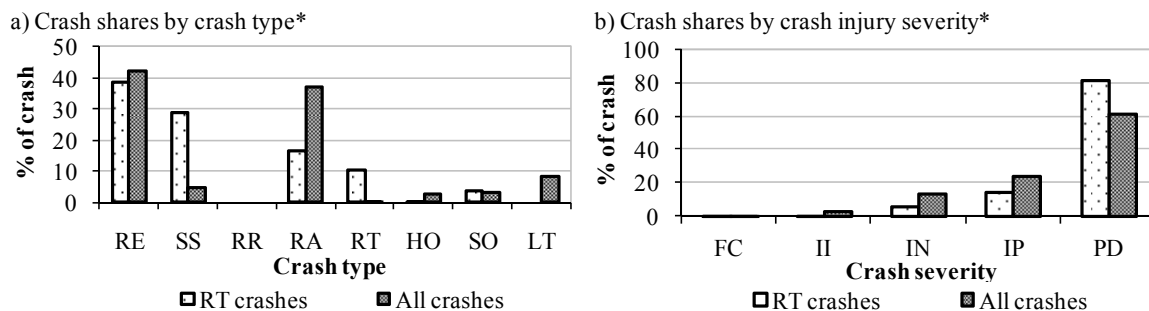 a) Crash shares by crash type*
50
40
30
20
10
0
% of crash
RE SS RR RA RT HO SO LT
Crash type
RT crashes All crashes
b) Crash shares by crash injury severity*
100
80
60
40
20
0
% of crash
FC II IN IP PD
Crash severity
RT crashes All crashes